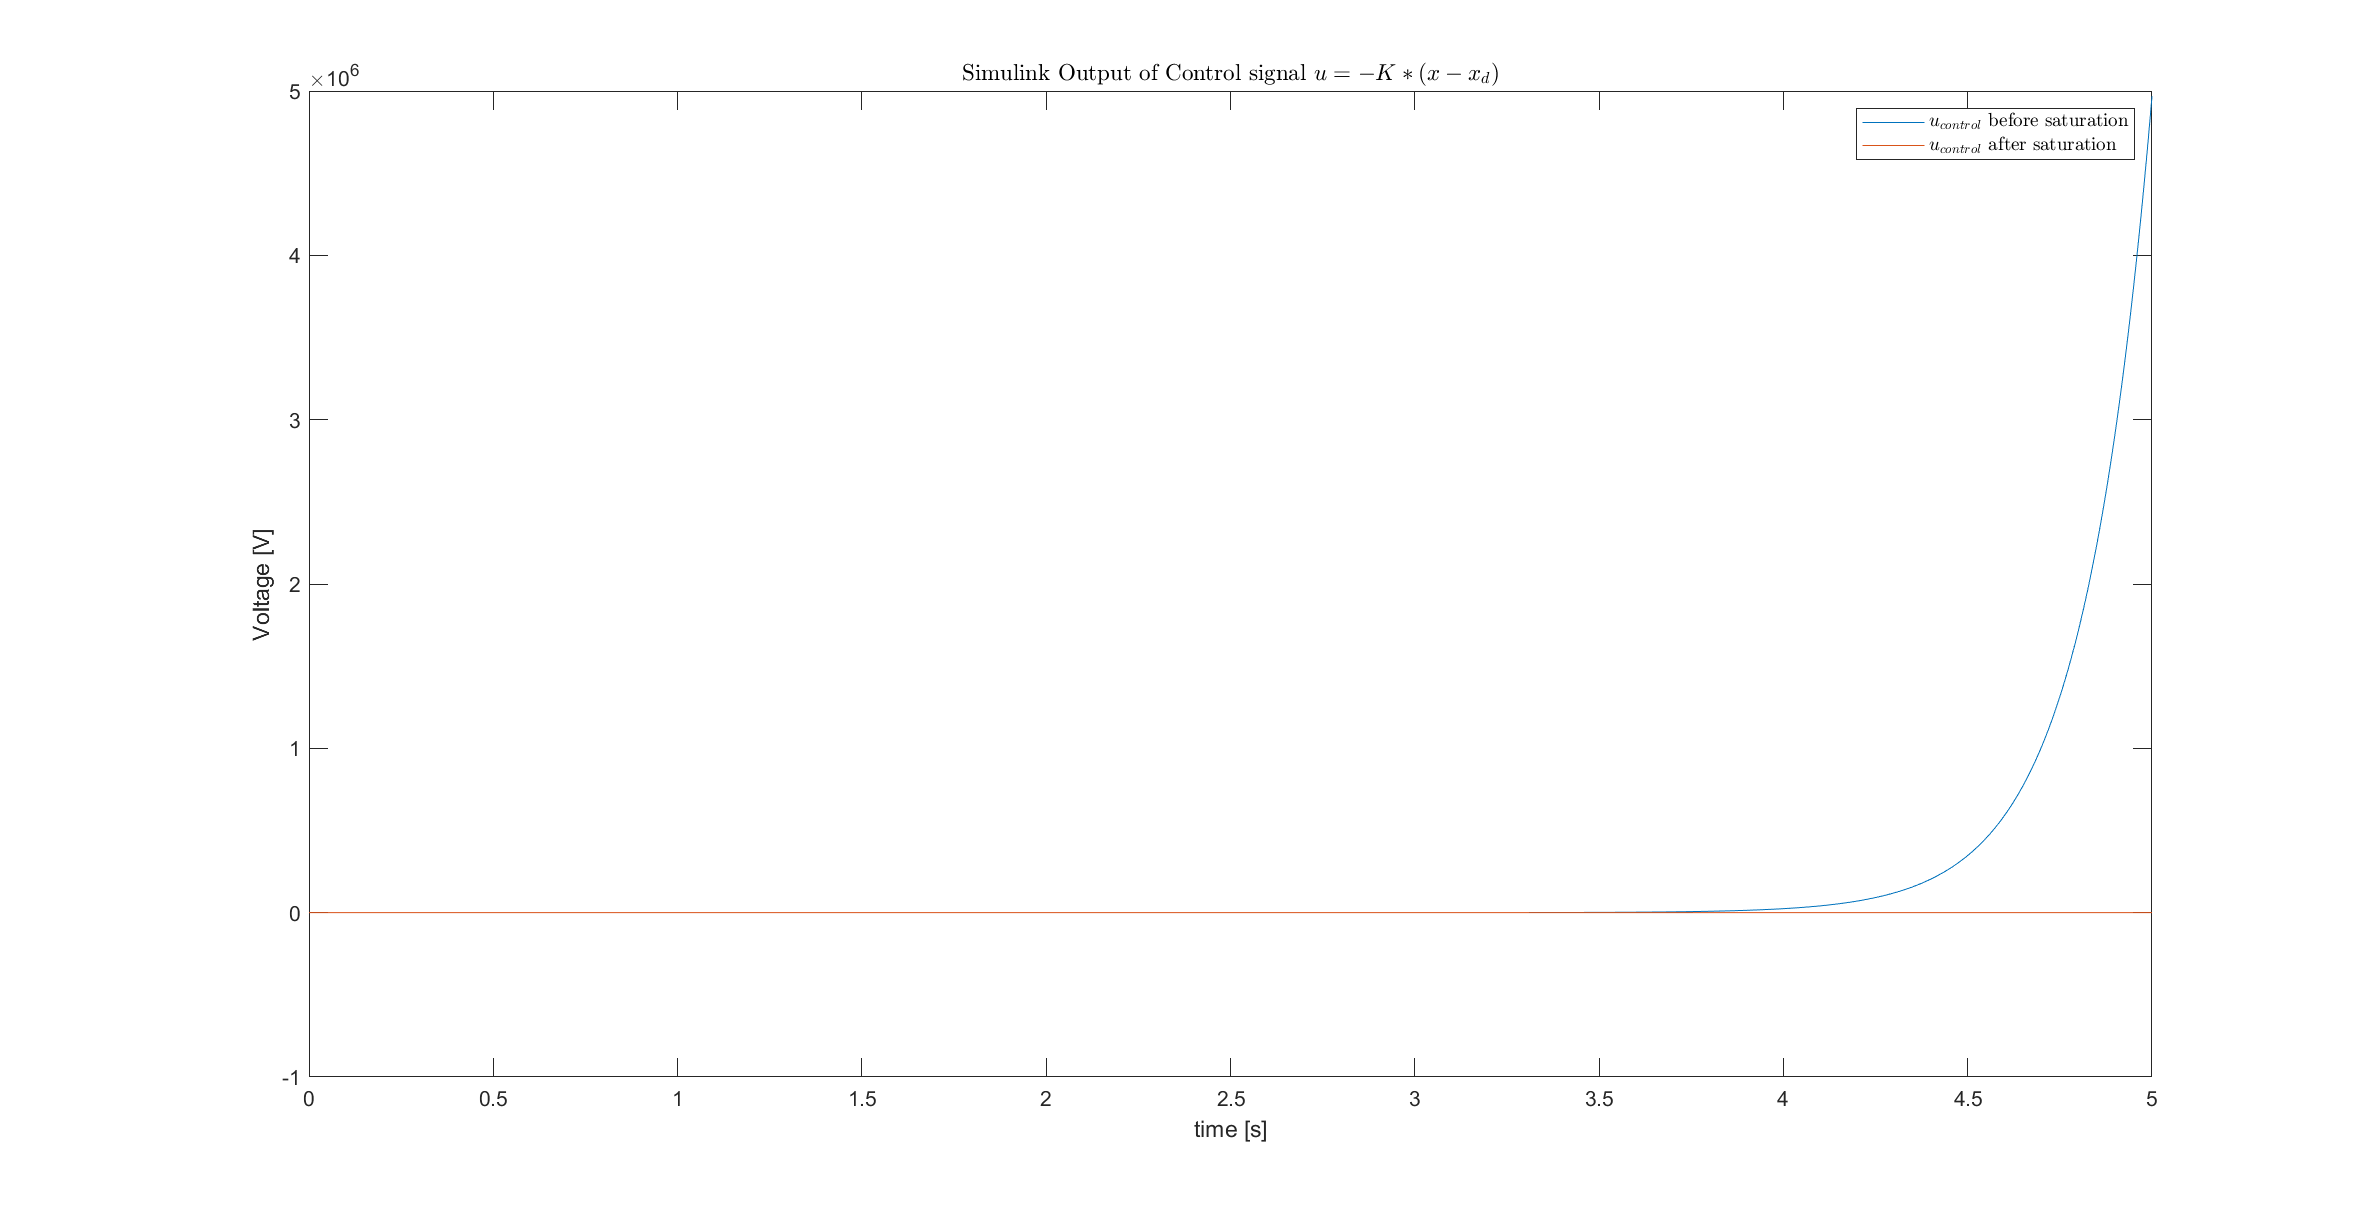 Simulink Output of Control signal u = −K ∗ (x − x_d)
×10^6
5
4
3
2
1
0
-1
Voltage [V]
u_control before saturation
u_control after saturation
0 0.5 1 1.5 2 2.5 3 3.5 4 4.5 5
time [s]